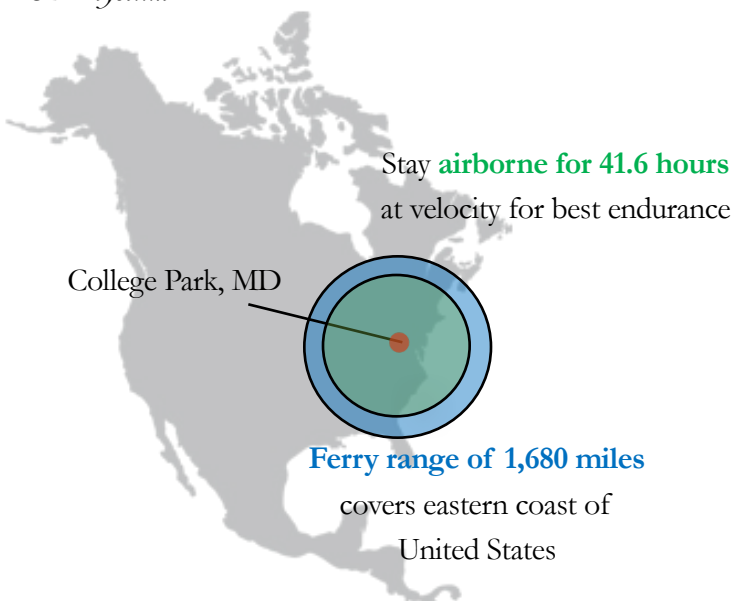 Stay airborne for 41.6 hours
at velocity for best endurance
College Park, MD
Ferry range of 1,680 miles
covers eastern coast of
United States